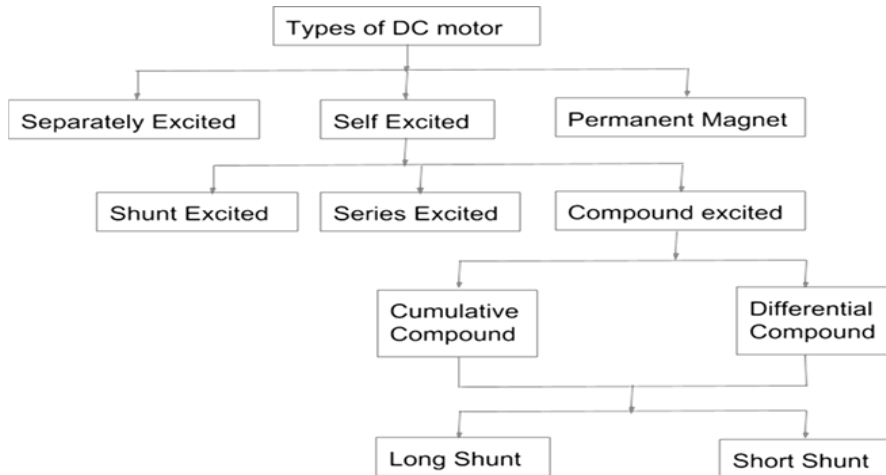 Types of DC motor
Separately Excited
Self Excited
Permanent Magnet
Shunt Excited
Series Excited
Compound excited
Cumulative
Compound
Differential
Compound
Long Shunt
Short Shunt